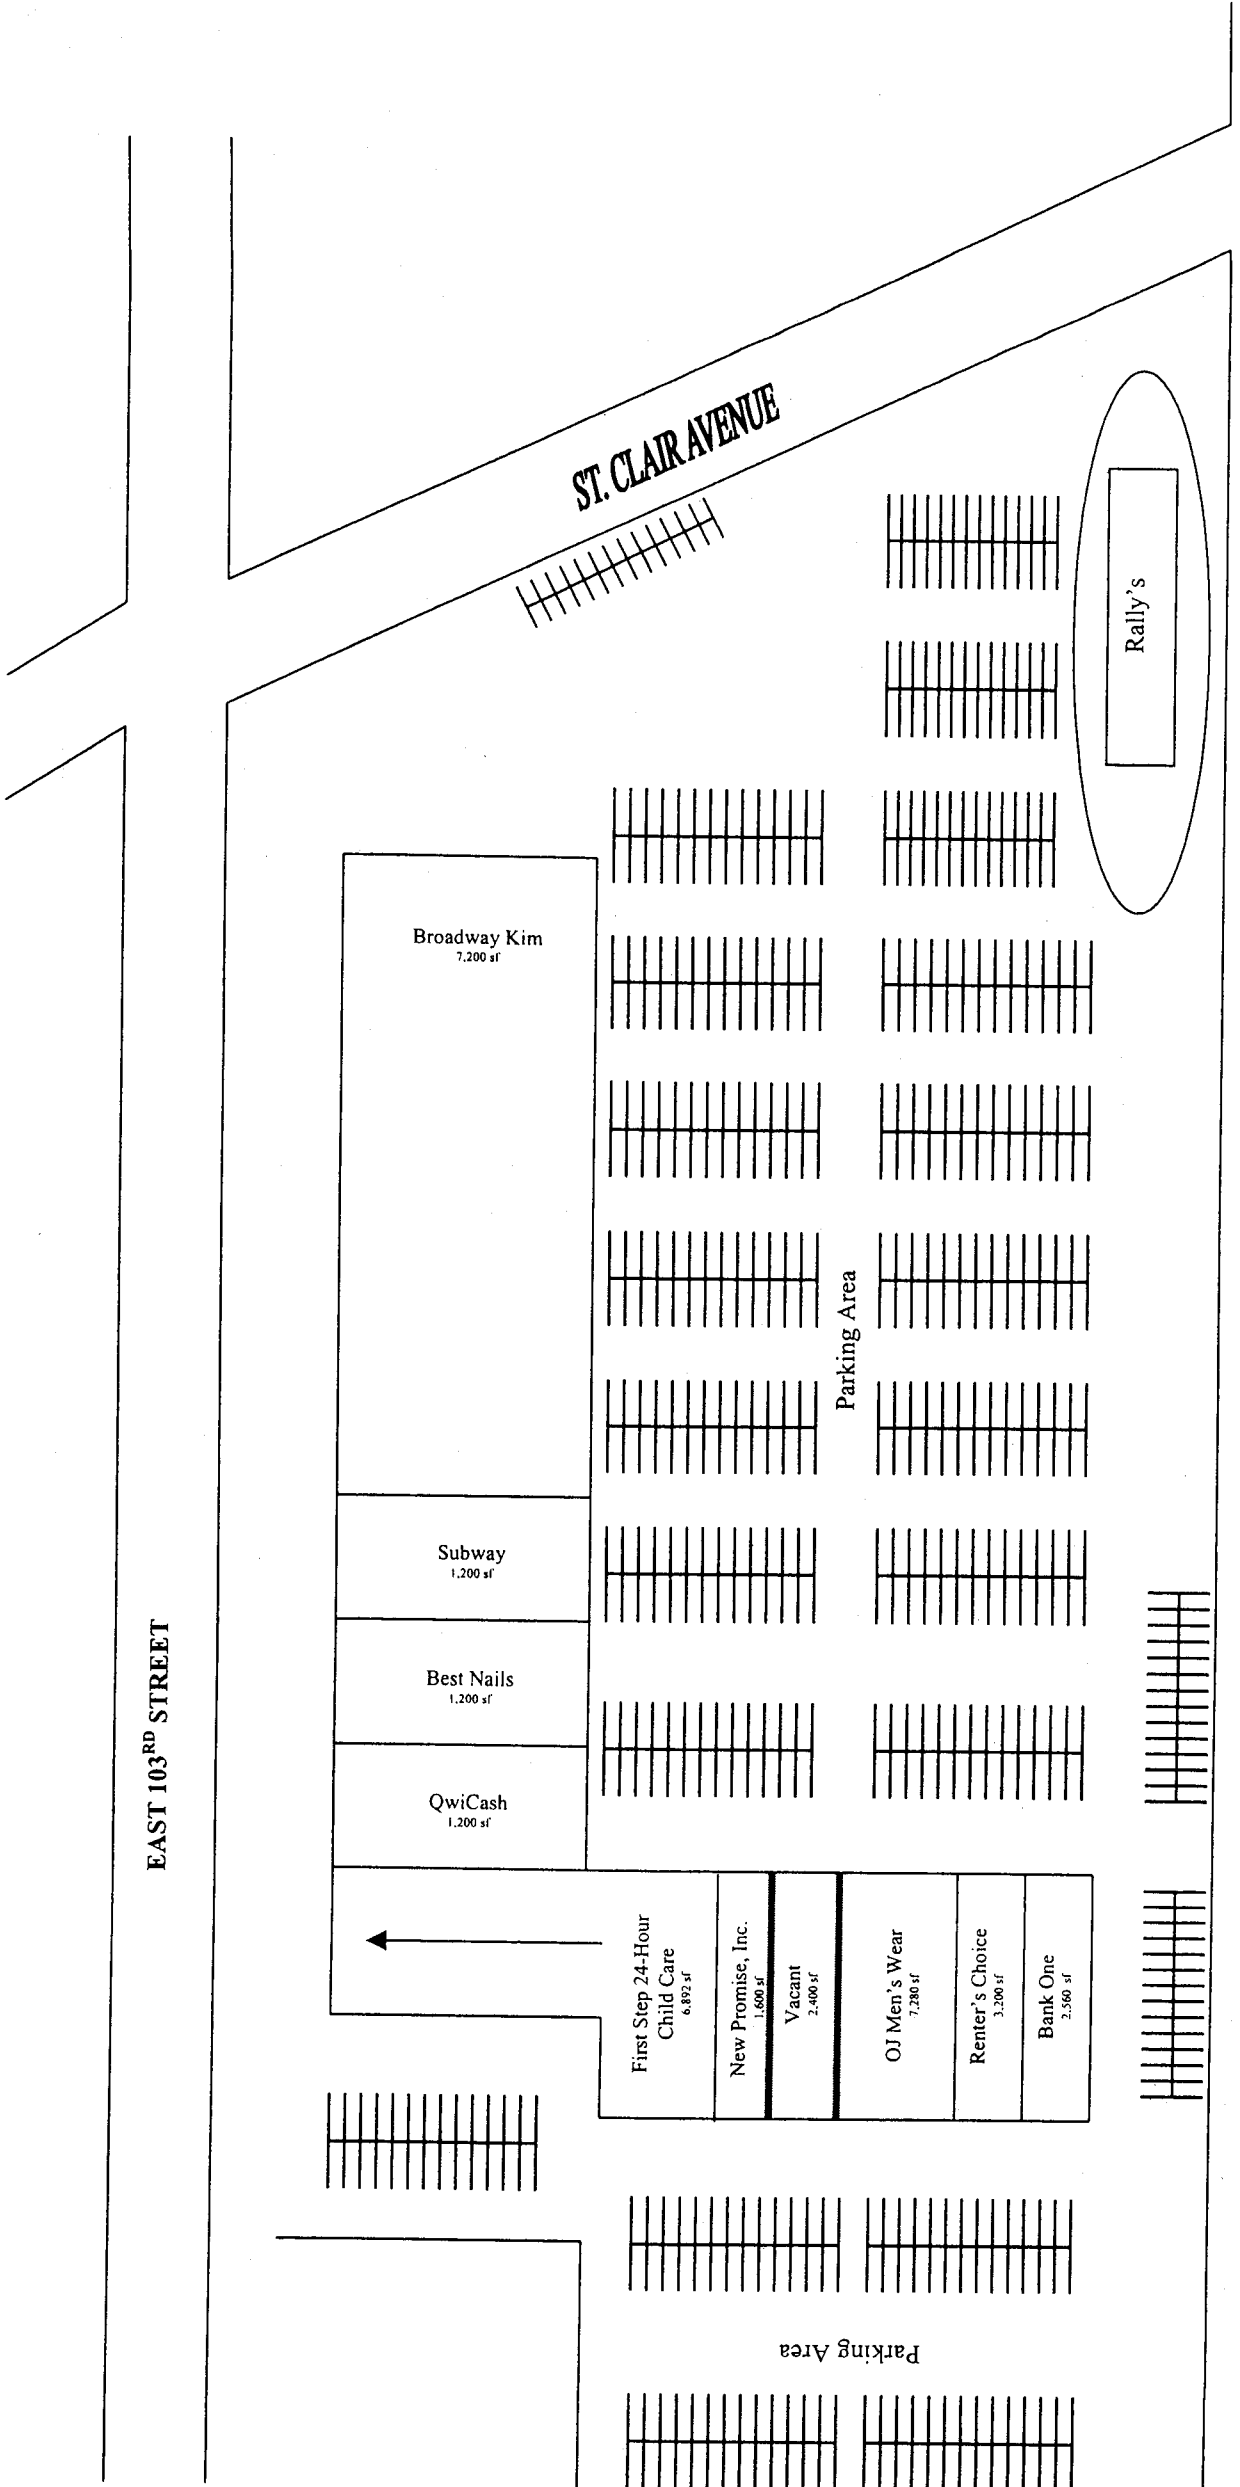 ST. CLAIR AVENUE
Rally's
Broadway Kim
7,200 sf
Parking Area
Subway
1,200 sf
Best Nails
1,200 sf
QwiCash
1,200 sf
EAST 103RD STREET
First Step 24-Hour
Child Care
6,892 sf
New Promise, Inc.
1,600 sf
Vacant
2,400 sf
OJ Men's Wear
7,280 sf
Renter's Choice
3,200 sf
Bank One
2,560 sf
Parking Area